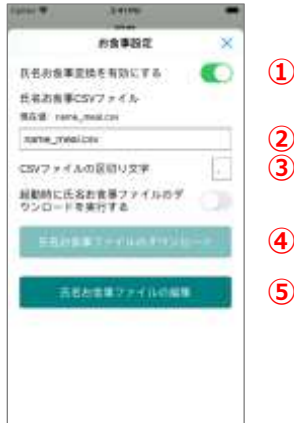 お食事設定
氏名お食事変換を有効にする
①
氏名お食事CSVファイル
現在値 name_meal.csv
name_meal.csv
②
CSVファイルの区切り文字
,
③
起動時に氏名お食事ファイルのダ
ウンロードを実行する
氏名お食事ファイルのダウンロード
④
氏名お食事ファイルの編集
⑤